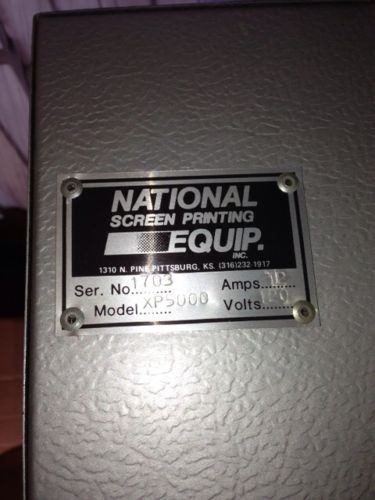 NATIONAL
SCREEN PRINTING
EQUIP.
INC.
1310 N. PINE PITTSBURG, KS. (316)232-1917
Ser. No. 1703 Amps.........
Model XP5000 Volts.......